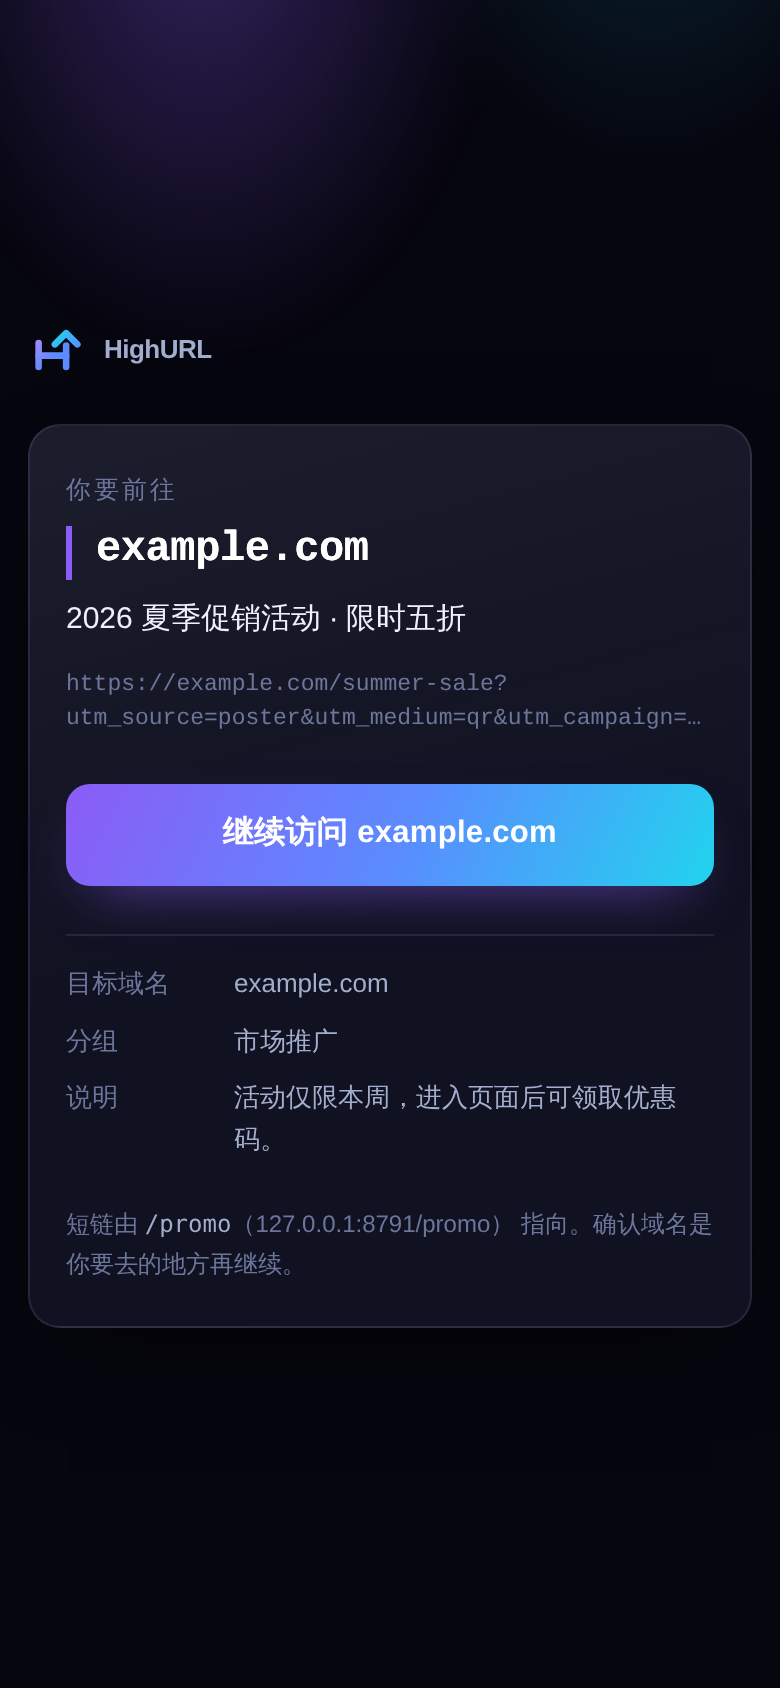 HighURL
你要前往
example.com
2026 夏季促销活动 · 限时五折
https://example.com/summer-sale?
utm_source=poster&utm_medium=qr&utm_campaign=…
继续访问 example.com
目标域名 example.com
分组 市场推广
说明 活动仅限本周，进入页面后可领取优惠
码。
短链由 /promo（127.0.0.1:8791/promo） 指向。确认域名是
你要去的地方再继续。